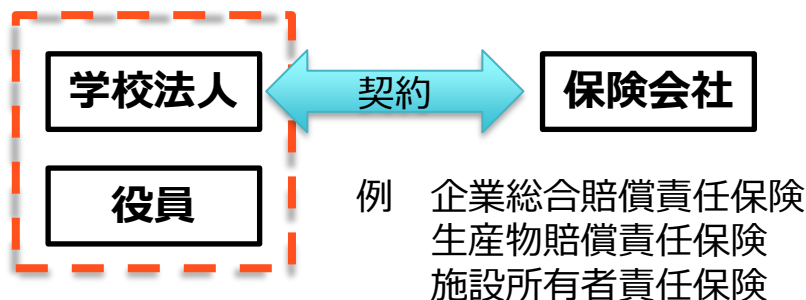 学校法人
契約
保険会社
役員
例　企業総合賠償責任保険
生産物賠償責任保険
施設所有者責任保険